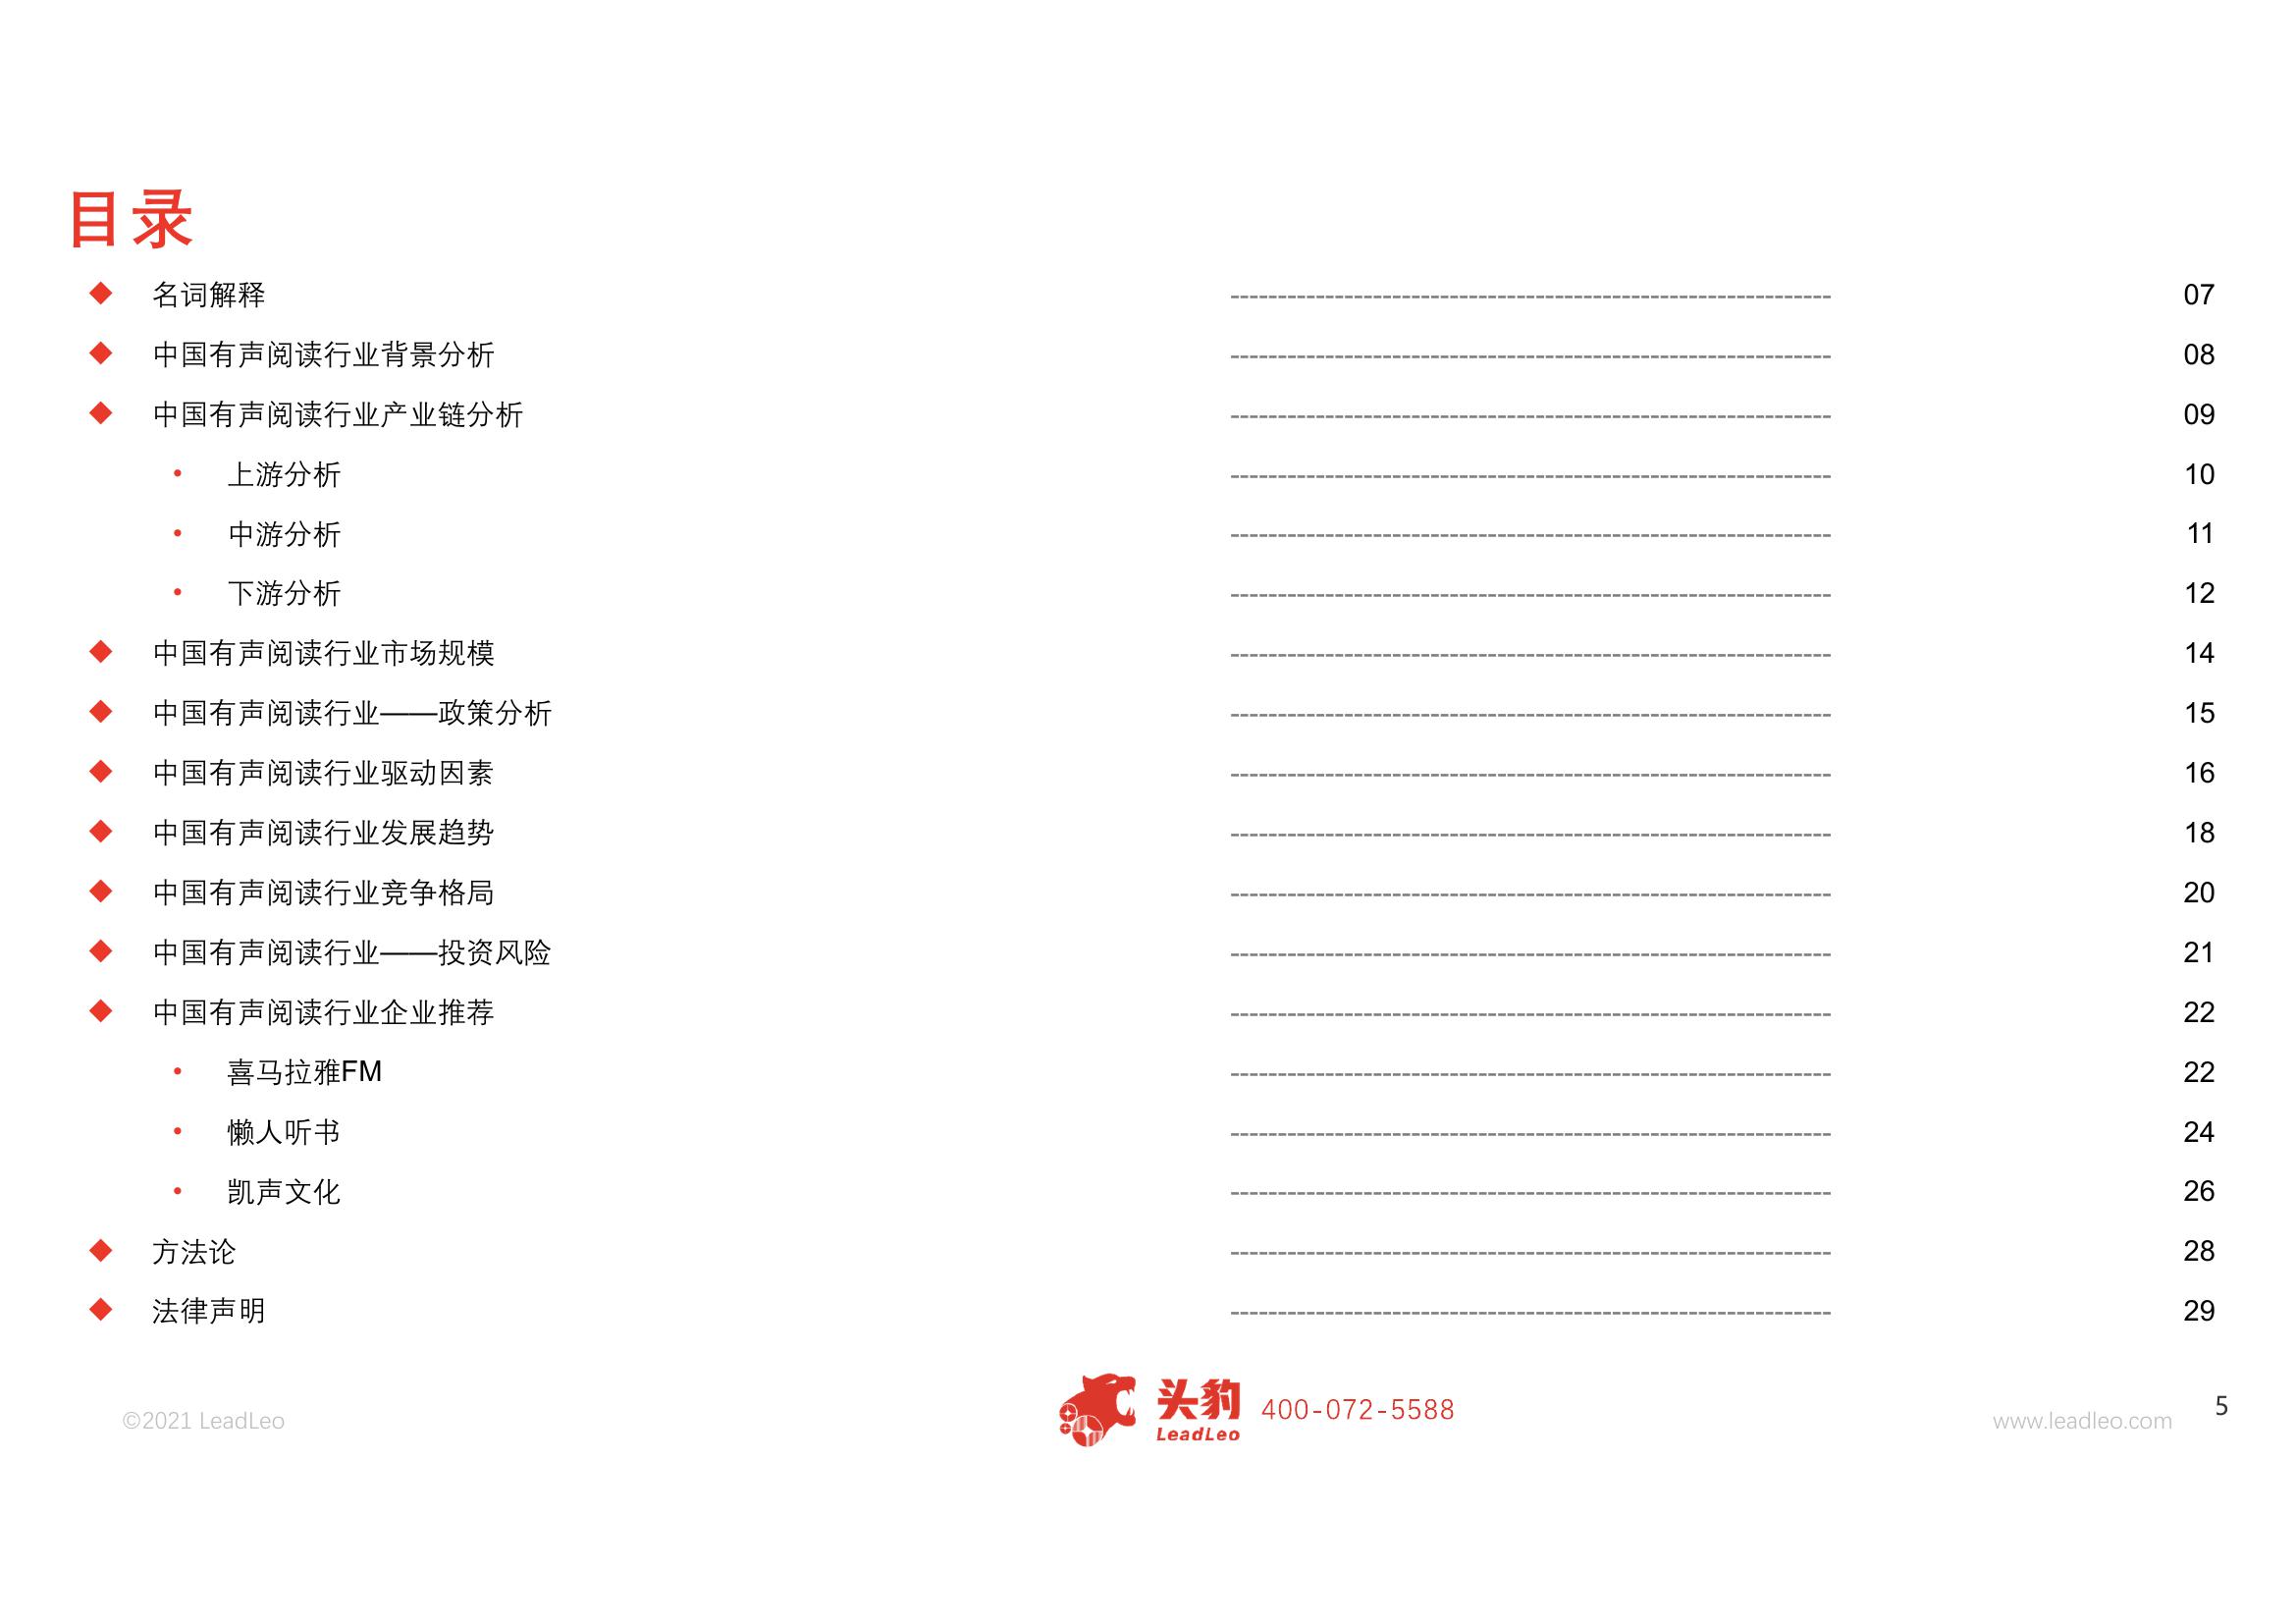 目录
◆ 名词解释 ---------------------------------------------------------------- 07
◆ 中国有声阅读行业背景分析 ---------------------------------------------------------------- 08
◆ 中国有声阅读行业产业链分析 ---------------------------------------------------------------- 09
• 上游分析 ---------------------------------------------------------------- 10
• 中游分析 ---------------------------------------------------------------- 11
• 下游分析 ---------------------------------------------------------------- 12
◆ 中国有声阅读行业市场规模 ---------------------------------------------------------------- 14
◆ 中国有声阅读行业——政策分析 ---------------------------------------------------------------- 15
◆ 中国有声阅读行业驱动因素 ---------------------------------------------------------------- 16
◆ 中国有声阅读行业发展趋势 ---------------------------------------------------------------- 18
◆ 中国有声阅读行业竞争格局 ---------------------------------------------------------------- 20
◆ 中国有声阅读行业——投资风险 ---------------------------------------------------------------- 21
◆ 中国有声阅读行业企业推荐 ---------------------------------------------------------------- 22
• 喜马拉雅FM ---------------------------------------------------------------- 22
• 懒人听书 ---------------------------------------------------------------- 24
• 凯声文化 ---------------------------------------------------------------- 26
◆ 方法论 ---------------------------------------------------------------- 28
◆ 法律声明 ---------------------------------------------------------------- 29
©2021 LeadLeo
头豹
LeadLeo
400-072-5588
www.leadleo.com
5